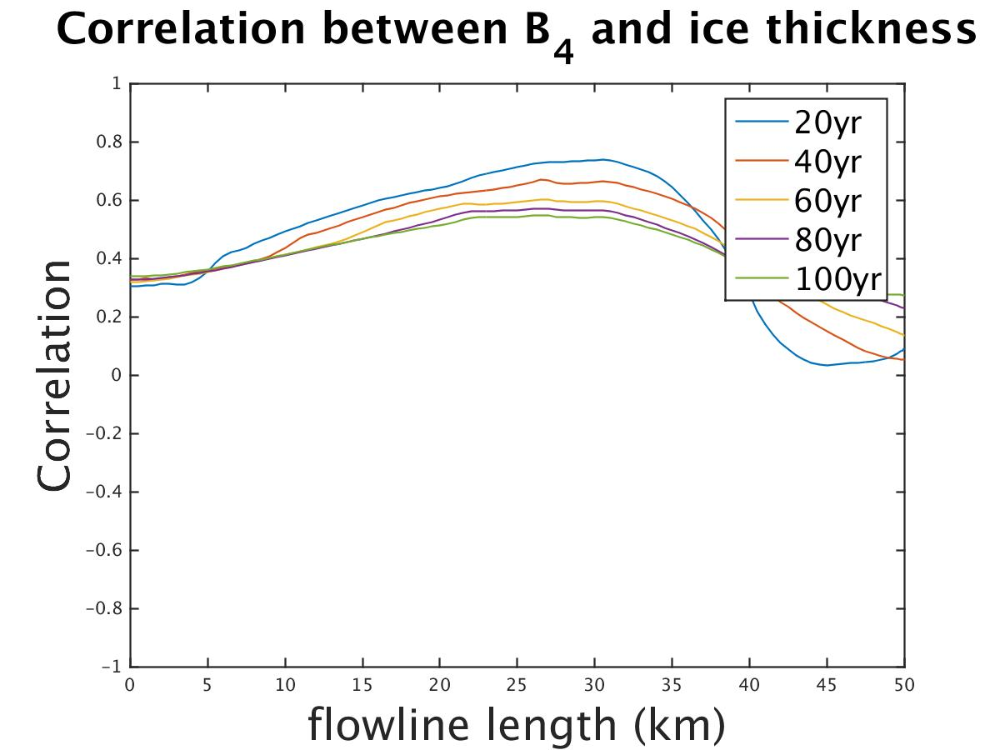 Correlation between B4 and ice thickness
1
0.8
0.6
0.4
0.2
0
−0.2
−0.4
−0.6
−0.8
−1
Correlation
20yr
40yr
60yr
80yr
100yr
0 5 10 15 20 25 30 35 40 45 50
flowline length (km)